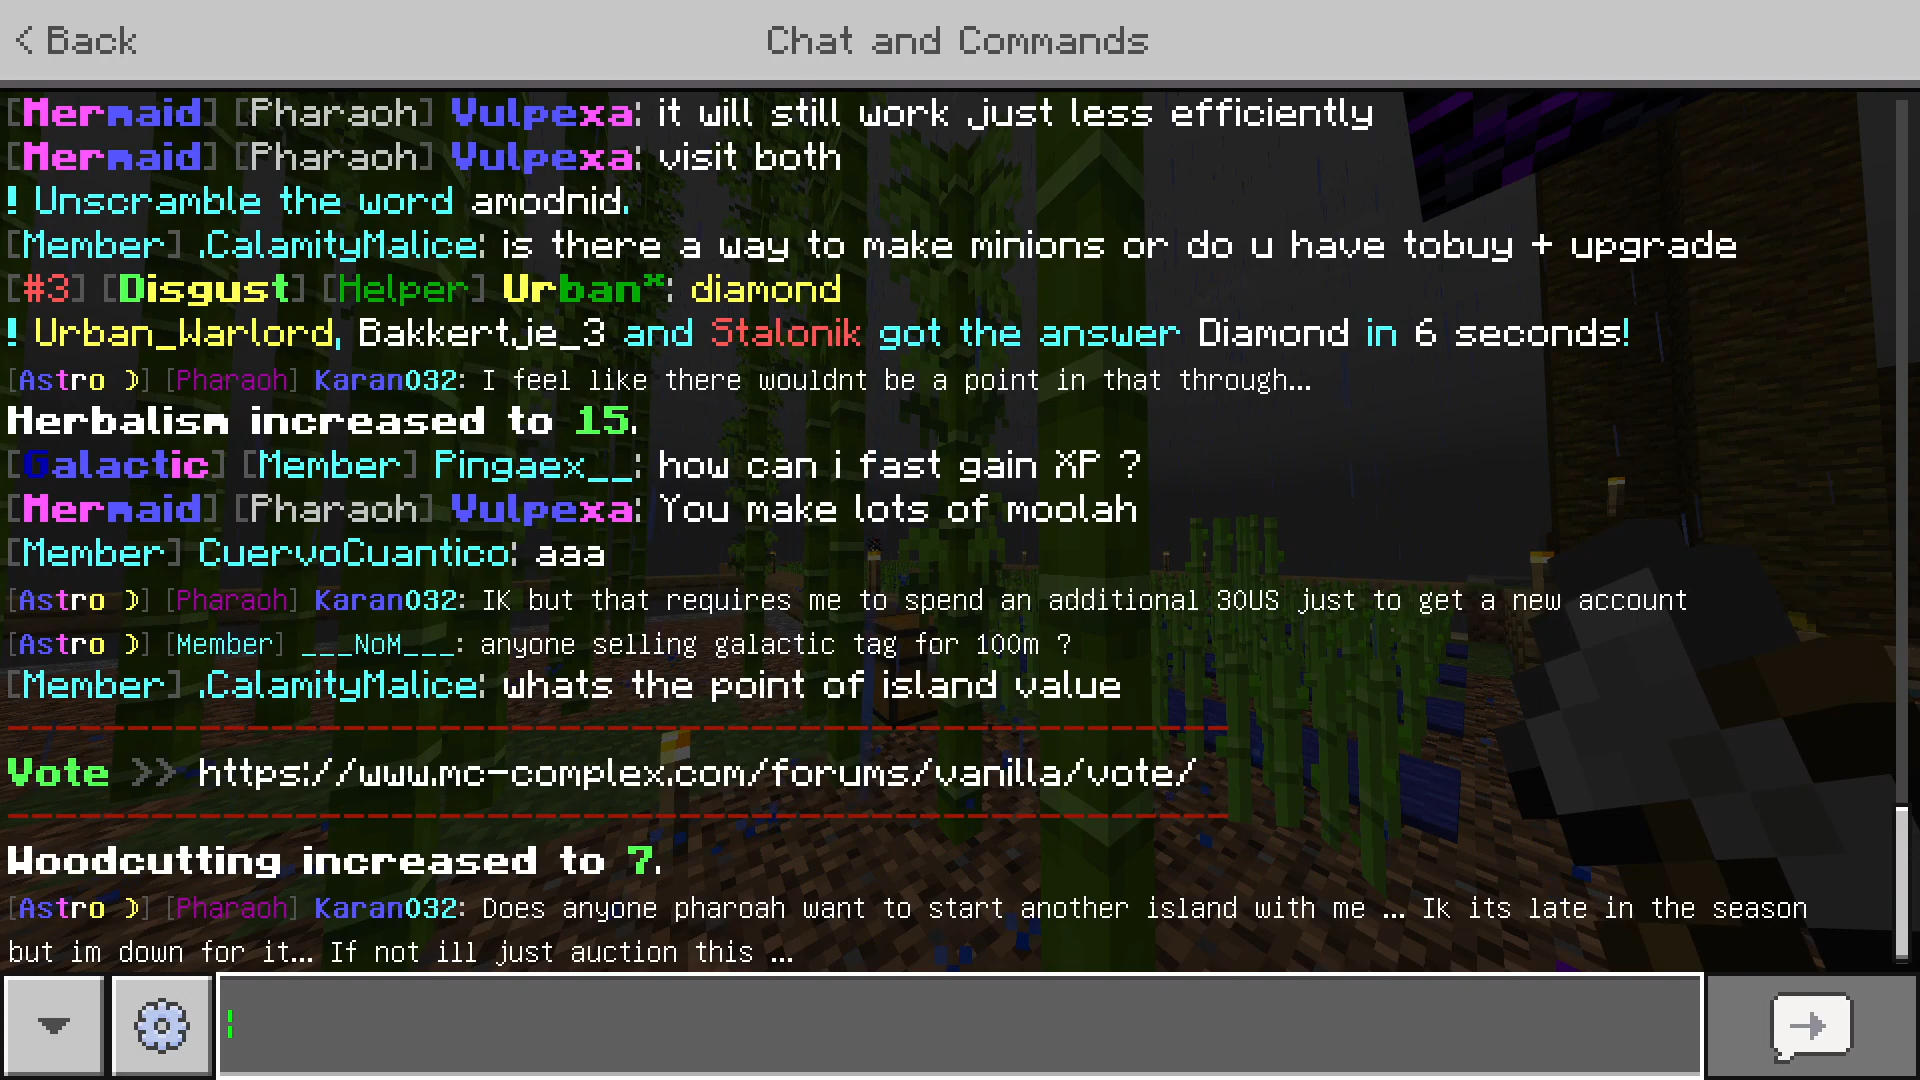 < Back
Chat and Commands
[Mermaid] [Pharaoh] Vulpexa: it will still work just less efficiently
[Mermaid] [Pharaoh] Vulpexa: visit both
! Unscramble the word amodnid.
[Member] .CalamityMalice: is there a way to make minions or do u have tobuy + upgrade
[#3] [Disgust] [Helper] Urban*: diamond
! Urban_Warlord, Bakkertje_3 and Stalonik got the answer Diamond in 6 seconds!
[Astro ☽] [Pharaoh] Karan032: I feel like there wouldnt be a point in that through...
Herbalism increased to 15.
[Galactic] [Member] Pingaex__: how can i fast gain XP ?
[Mermaid] [Pharaoh] Vulpexa: You make lots of moolah
[Member] CuervoCuantico: aaa
[Astro ☽] [Pharaoh] Karan032: IK but that requires me to spend an additional 30US just to get a new account
[Astro ☽] [Member] ___NoM___: anyone selling galactic tag for 100m ?
[Member] .CalamityMalice: whats the point of island value
Vote >> https://www.mc-complex.com/forums/vanilla/vote/
Woodcutting increased to 7.
[Astro ☽] [Pharaoh] Karan032: Does anyone pharoah want to start another island with me ... Ik its late in the season
but im down for it... If not ill just auction this ...